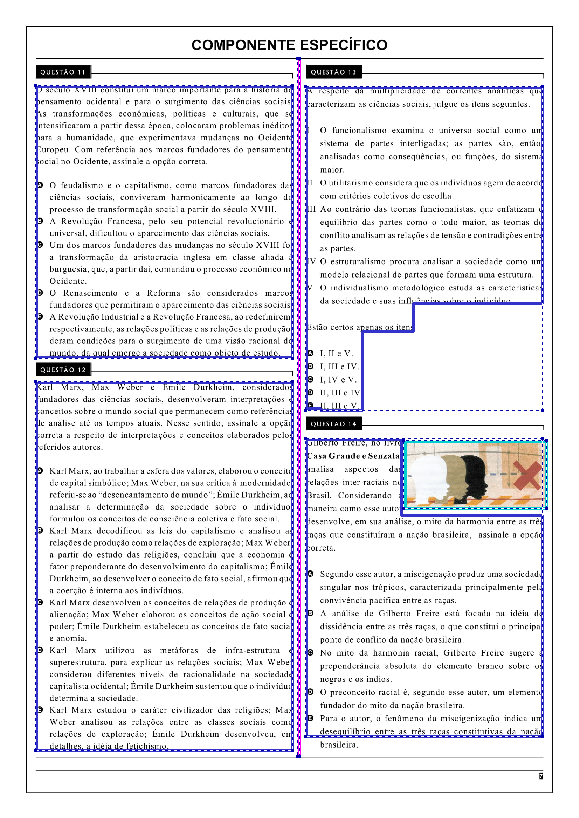 COMPONENTE ESPECÍFICO
QUESTÃO 11
O século XVIII constitui um marco importante para a história do
pensamento ocidental e para o surgimento das ciências sociais.
As transformações econômicas, políticas e culturais, que se
intensificaram a partir dessa época, colocaram problemas inéditos
para a humanidade, que experimentava mudanças no Ocidente
europeu. Com referência aos marcos fundadores do pensamento
social no Ocidente, assinale a opção correta.
A O feudalismo e o capitalismo, como marcos fundadores das
ciências sociais, conviveram harmonicamente ao longo do
processo de transformação social a partir do século XVIII.
B A Revolução Francesa, pelo seu potencial revolucionário e
universal, dificultou o aparecimento das ciências sociais.
C Um dos marcos fundadores das mudanças no século XVIII foi
a transformação da aristocracia inglesa em classe aliada à
burguesia, que, a partir daí, comandou o processo econômico no
Ocidente.
D O Renascimento e a Reforma são considerados marcos
fundadores que permitiram o aparecimento das ciências sociais.
E A Revolução Industrial e a Revolução Francesa, ao redefinirem,
respectivamente, as relações políticas e as relações de produção,
deram condições para o surgimento de uma visão racional do
mundo, da qual emerge a sociedade como objeto de estudo.
QUESTÃO 12
Karl Marx, Max Weber e Émile Durkheim, considerados
fundadores das ciências sociais, desenvolveram interpretações e
conceitos sobre o mundo social que permanecem como referências
de análise até os tempos atuais. Nesse sentido, assinale a opção
correta a respeito de interpretações e conceitos elaborados pelos
referidos autores.
A Karl Marx, ao trabalhar a esfera dos valores, elaborou o conceito
de capital simbólico; Max Weber, na sua crítica à modernidade,
referiu-se ao “desencantamento do mundo”; Émile Durkheim, ao
analisar a determinação da sociedade sobre o indivíduo,
formulou os conceitos de consciência coletiva e fato social.
B Karl Marx decodificou as leis do capitalismo e analisou as
relações de produção como relações de exploração; Max Weber,
a partir do estudo das religiões, concluiu que a economia é
fator preponderante do desenvolvimento do capitalismo; Émile
Durkheim, ao desenvolver o conceito de fato social, afirmou que
a coerção é interna aos indivíduos.
C Karl Marx desenvolveu os conceitos de relações de produção e
alienação; Max Weber elaborou os conceitos de ação social e
poder; Émile Durkheim estabeleceu os conceitos de fato social
e anomia.
D Karl Marx utilizou as metáforas de infra-estrutura e
superestrutura, para explicar as relações sociais; Max Weber
considerou diferentes níveis de racionalidade na sociedade
capitalista ocidental; Émile Durkheim sustentou que o indivíduo
determina a sociedade.
E Karl Marx estudou o caráter civilizador das religiões; Max
Weber analisou as relações entre as classes sociais como
relações de exploração; Émile Durkheim desenvolveu, em
detalhes, a idéia de fetichismo.
QUESTÃO 13
A respeito da multiplicidade de correntes analíticas que
caracterizam as ciências sociais, julgue os itens seguintes.
I O funcionalismo examina o universo social como um
sistema de partes interligadas; as partes são, então,
analisadas como conseqüências, ou funções, do sistema
maior.
II O utilitarismo considera que os indivíduos agem de acordo
com critérios coletivos de escolha.
III Ao contrário das teorias funcionalistas, que enfatizam o
equilíbrio das partes como o todo maior, as teorias do
conflito analisam as relações de tensão e contradições entre
as partes.
IV O estruturalismo procura analisar a sociedade como um
modelo relacional de partes que formam uma estrutura.
V O individualismo metodológico estuda as características
da sociedade e suas influências sobre o indivíduo.
Estão certos apenas os itens
A I, II e V.
B I, III e IV.
C I, IV e V.
D II, III e IV.
E II, III e V.
QUESTÃO 14
Gilberto Freire, no livro
Casa Grande e Senzala,
analisa aspectos das
relações inter-raciais no
Brasil. Considerando a
maneira como esse autor
desenvolve, em sua análise, o mito da harmonia entre as três
raças que constituíram a nação brasileira, assinale a opção
correta.
A Segundo esse autor, a miscigenação produz uma sociedade
singular nos trópicos, caracterizada principalmente pela
convivência pacífica entre as raças.
B A análise de Gilberto Freire está focada na idéia de
dissidência entre as três raças, o que constitui o principal
ponto de conflito da nação brasileira.
C No mito da harmonia racial, Gilberto Freire sugere a
preponderância absoluta do elemento branco sobre os
negros e os índios.
D O preconceito racial é, segundo esse autor, um elemento
fundador do mito da nação brasileira.
E Para o autor, o fenômeno da miscigenação indica um
desequilíbrio entre as três raças constitutivas da nação
brasileira.